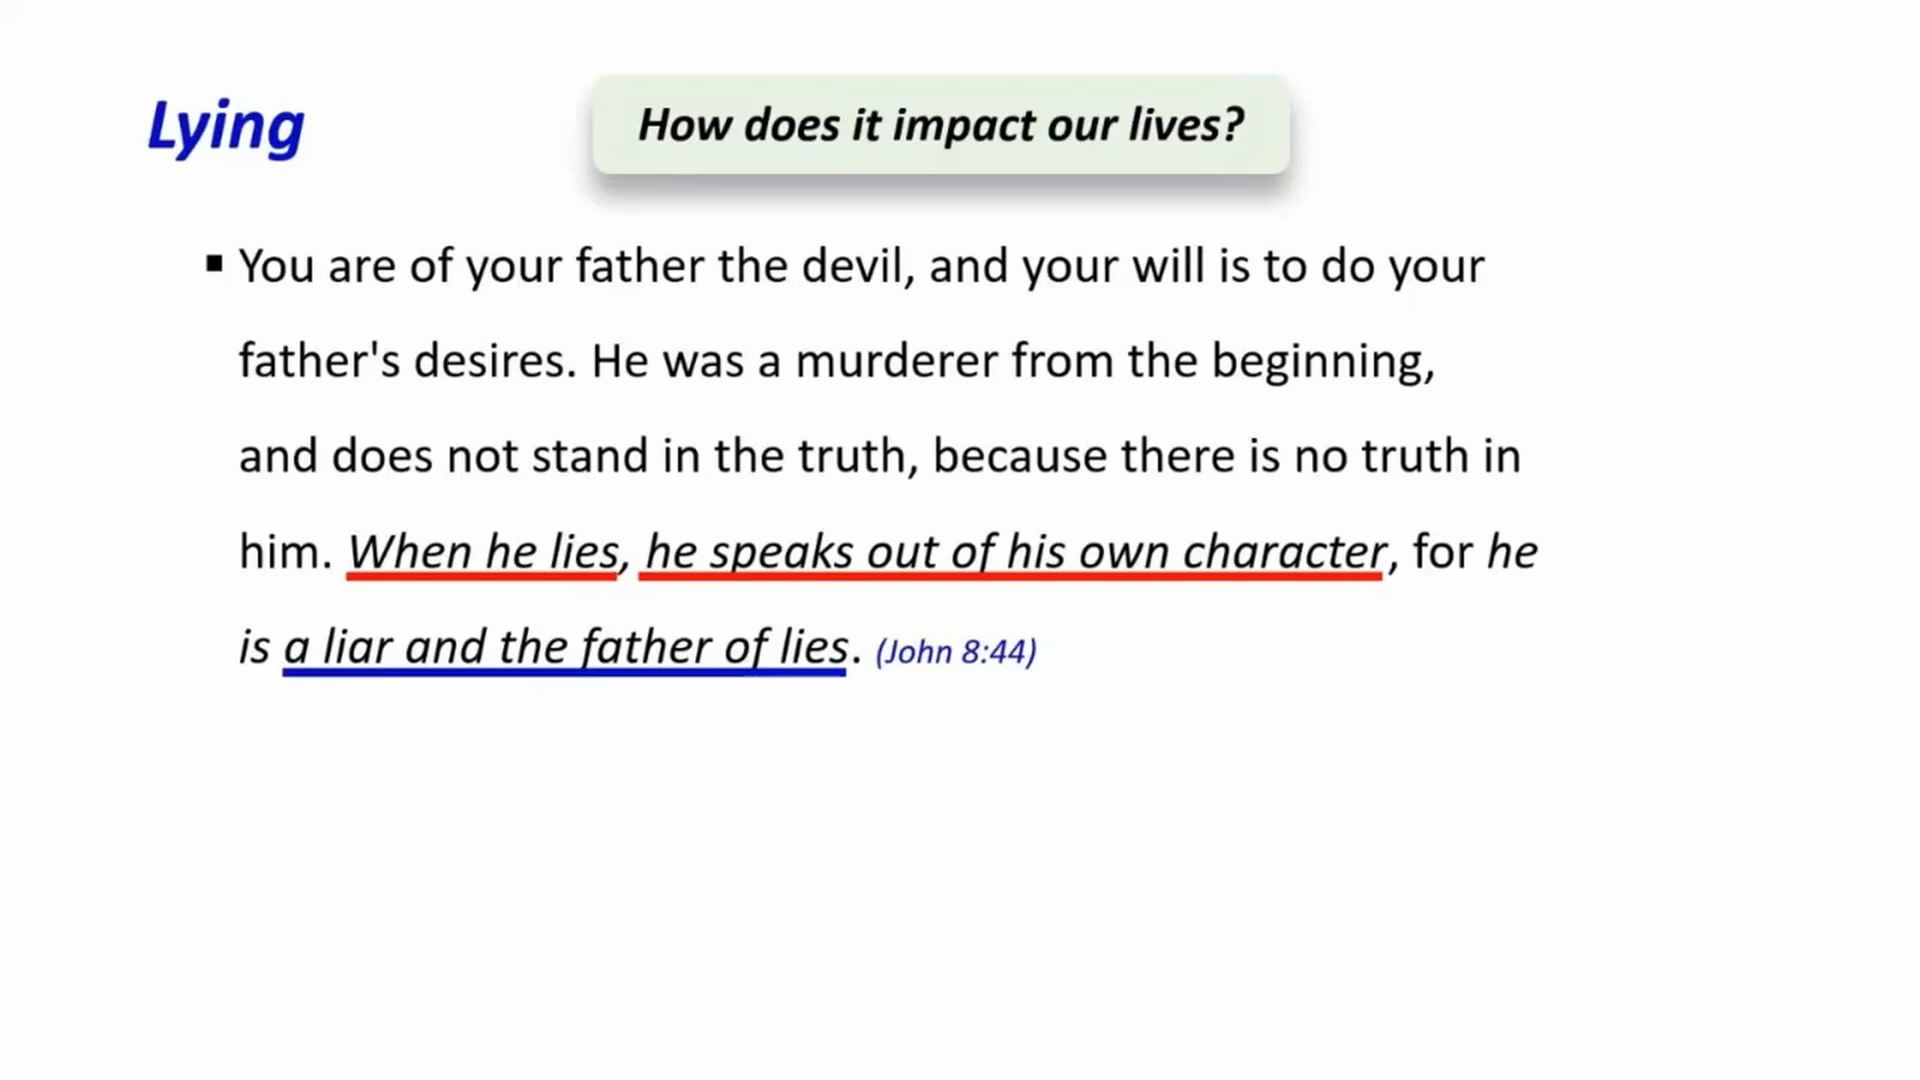 Lying
How does it impact our lives?
▪ You are of your father the devil, and your will is to do your
father's desires. He was a murderer from the beginning,
and does not stand in the truth, because there is no truth in
him. When he lies, he speaks out of his own character, for he
is a liar and the father of lies. (John 8:44)